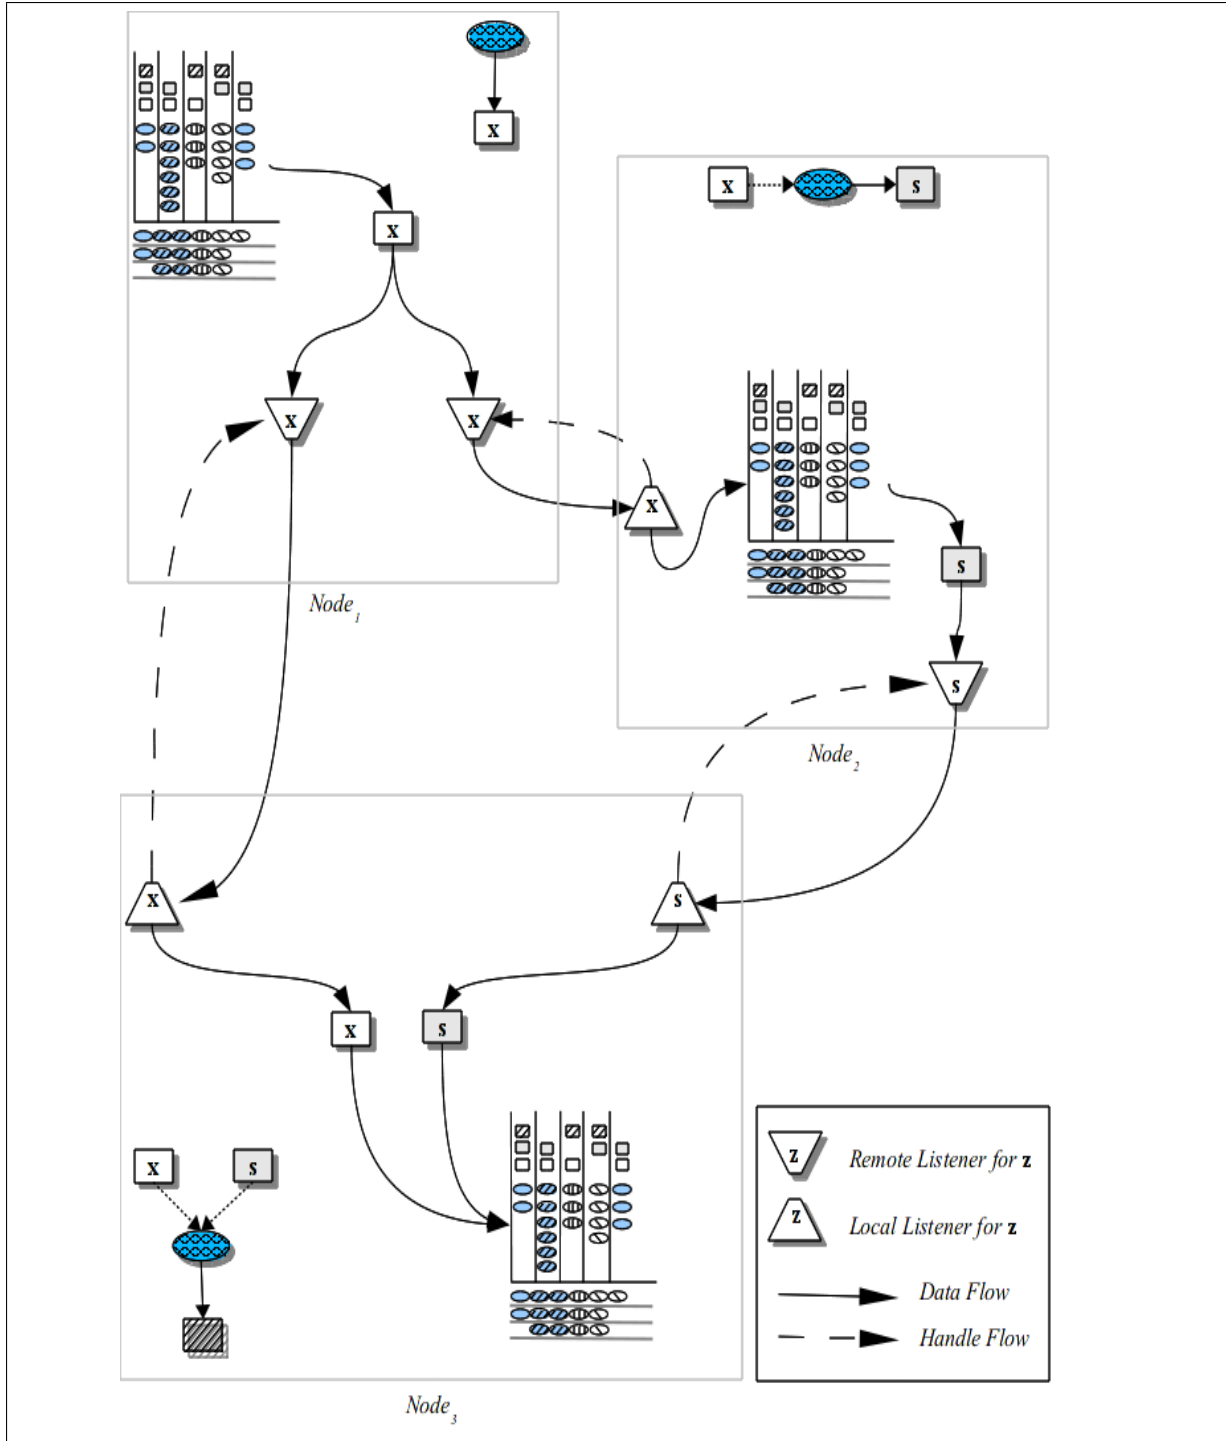 x
x s
x
x x
x
Node1
s
s
Node2
x s
x s
x s
z Remote Listener for z
z Local Listener for z
Data Flow
Handle Flow
Node3